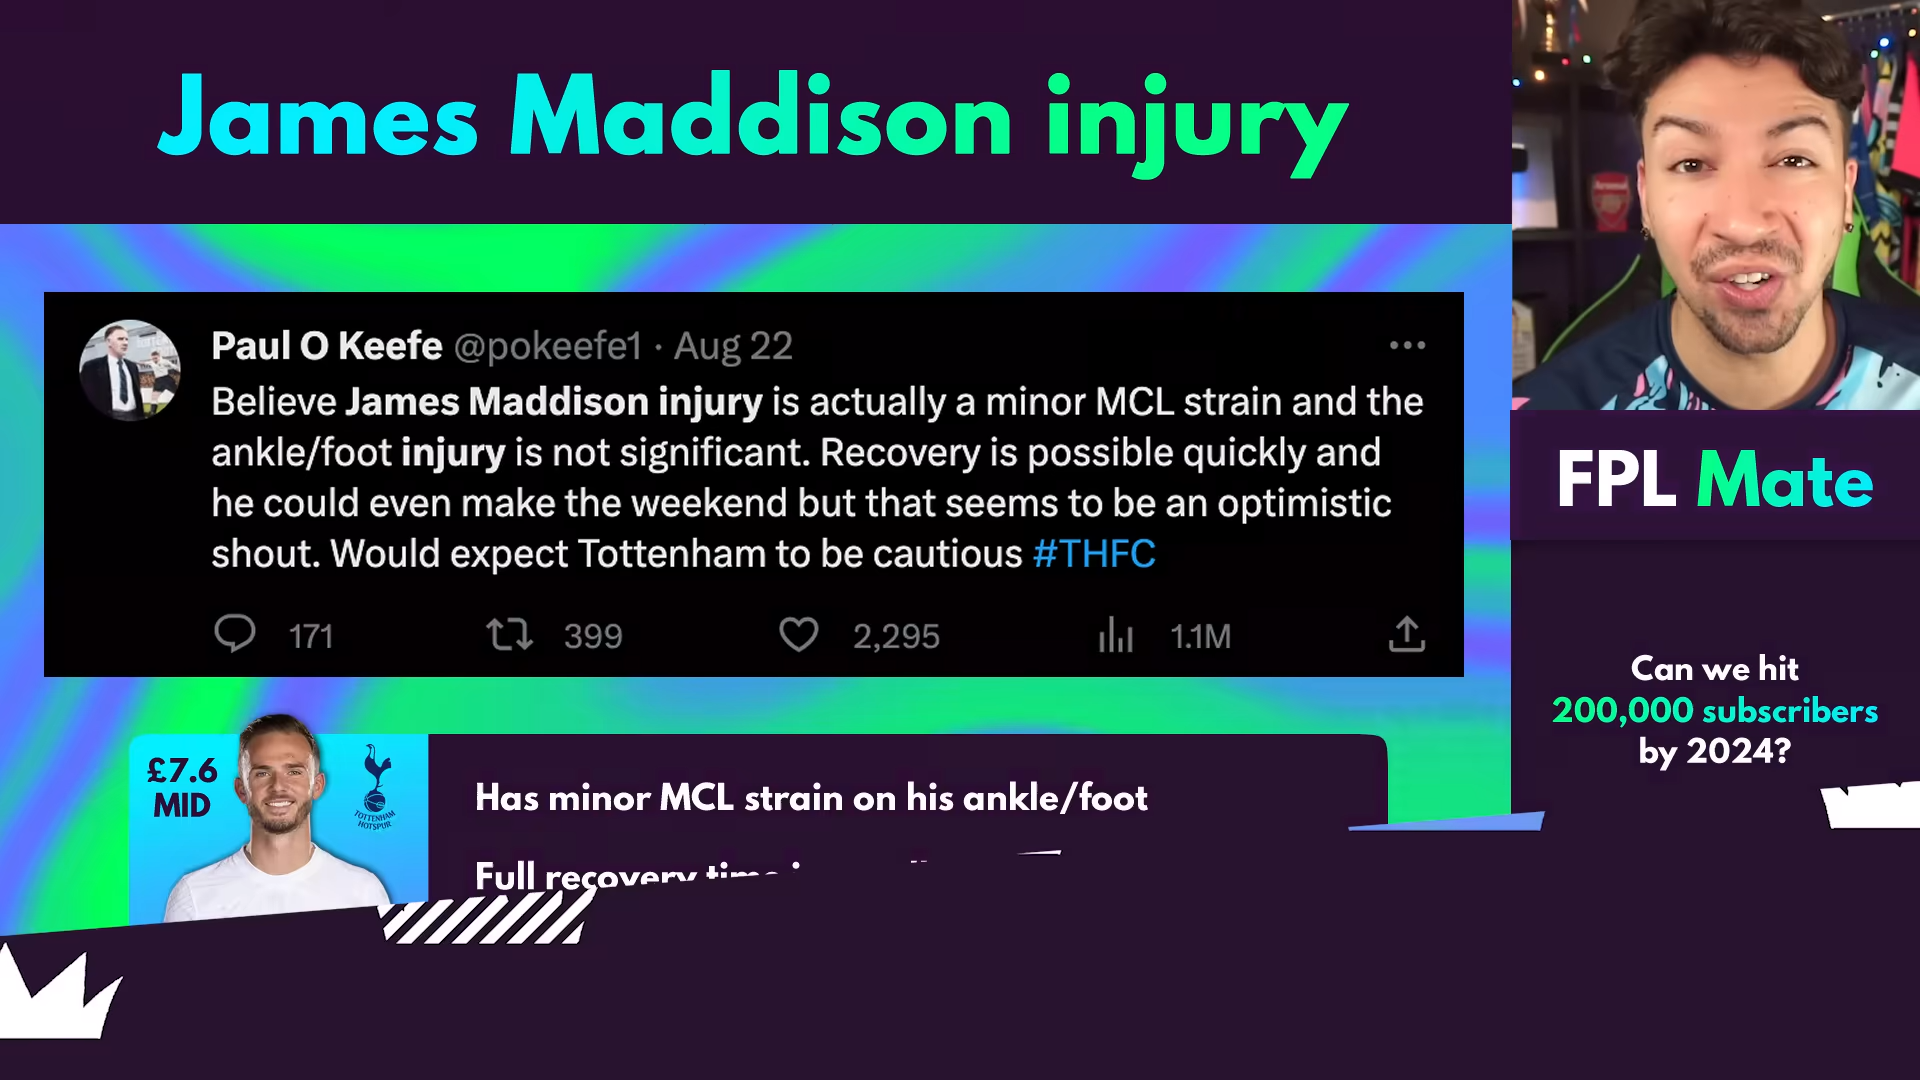 James Maddison injury
Paul O Keefe @pokeefe1 · Aug 22
Believe James Maddison injury is actually a minor MCL strain and the
ankle/foot injury is not significant. Recovery is possible quickly and
he could even make the weekend but that seems to be an optimistic
shout. Would expect Tottenham to be cautious #THFC
171 399 2,295 1.1M
£7.6
MID
TOTTENHAM
HOTSPUR
Has minor MCL strain on his ankle/foot
Full recovery time
Arsenal
FPL Mate
Can we hit
200,000 subscribers
by 2024?